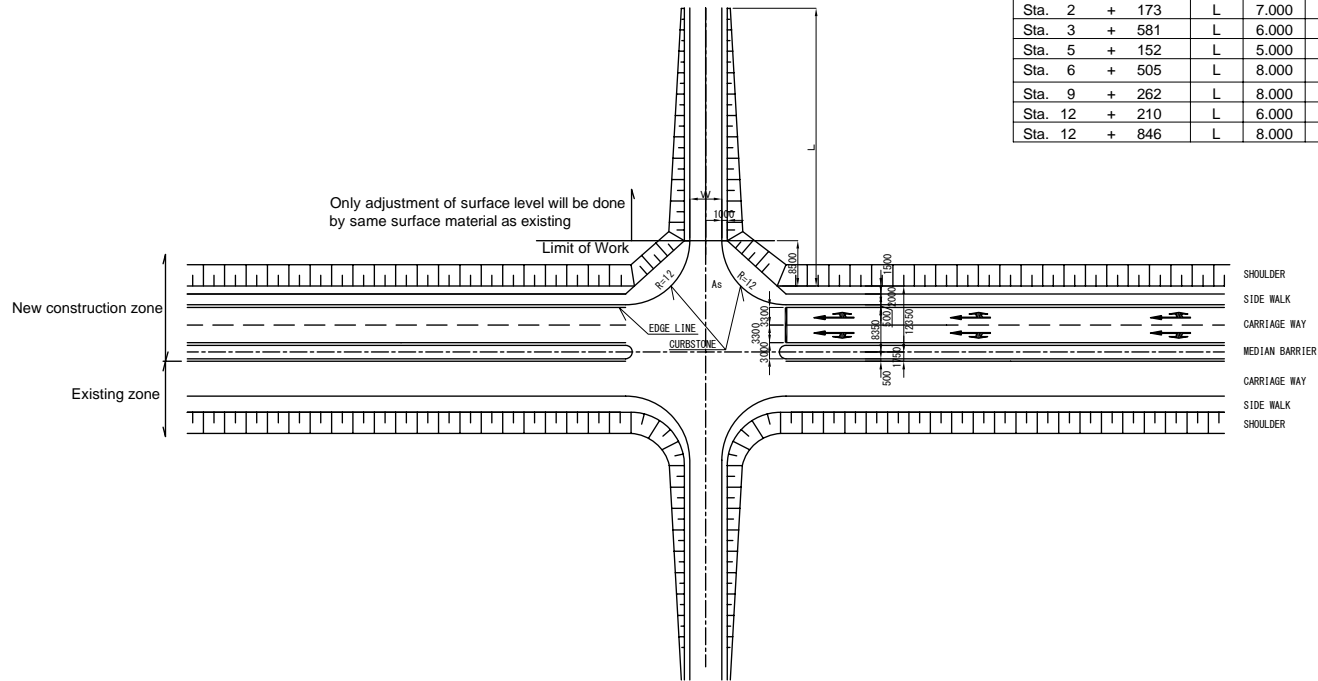 Sta. 2 + 173 L 7.000
Sta. 3 + 581 L 6.000
Sta. 5 + 152 L 5.000
Sta. 6 + 505 L 8.000
Sta. 9 + 262 L 8.000
Sta. 12 + 210 L 6.000
Sta. 12 + 846 L 8.000
L
W
1000
Only adjustment of surface level will be done
by same surface material as existing
Limit of Work
8500
1500
SHOULDER
R=12
As
R=12
2000
SIDE WALK
New construction zone
3300
500
12350
EDGE LINE
CARRIAGE WAY
CURBSTONE
3300
8350
3000
1750
MEDIAN BARRIER
500
CARRIAGE WAY
Existing zone
SIDE WALK
SHOULDER